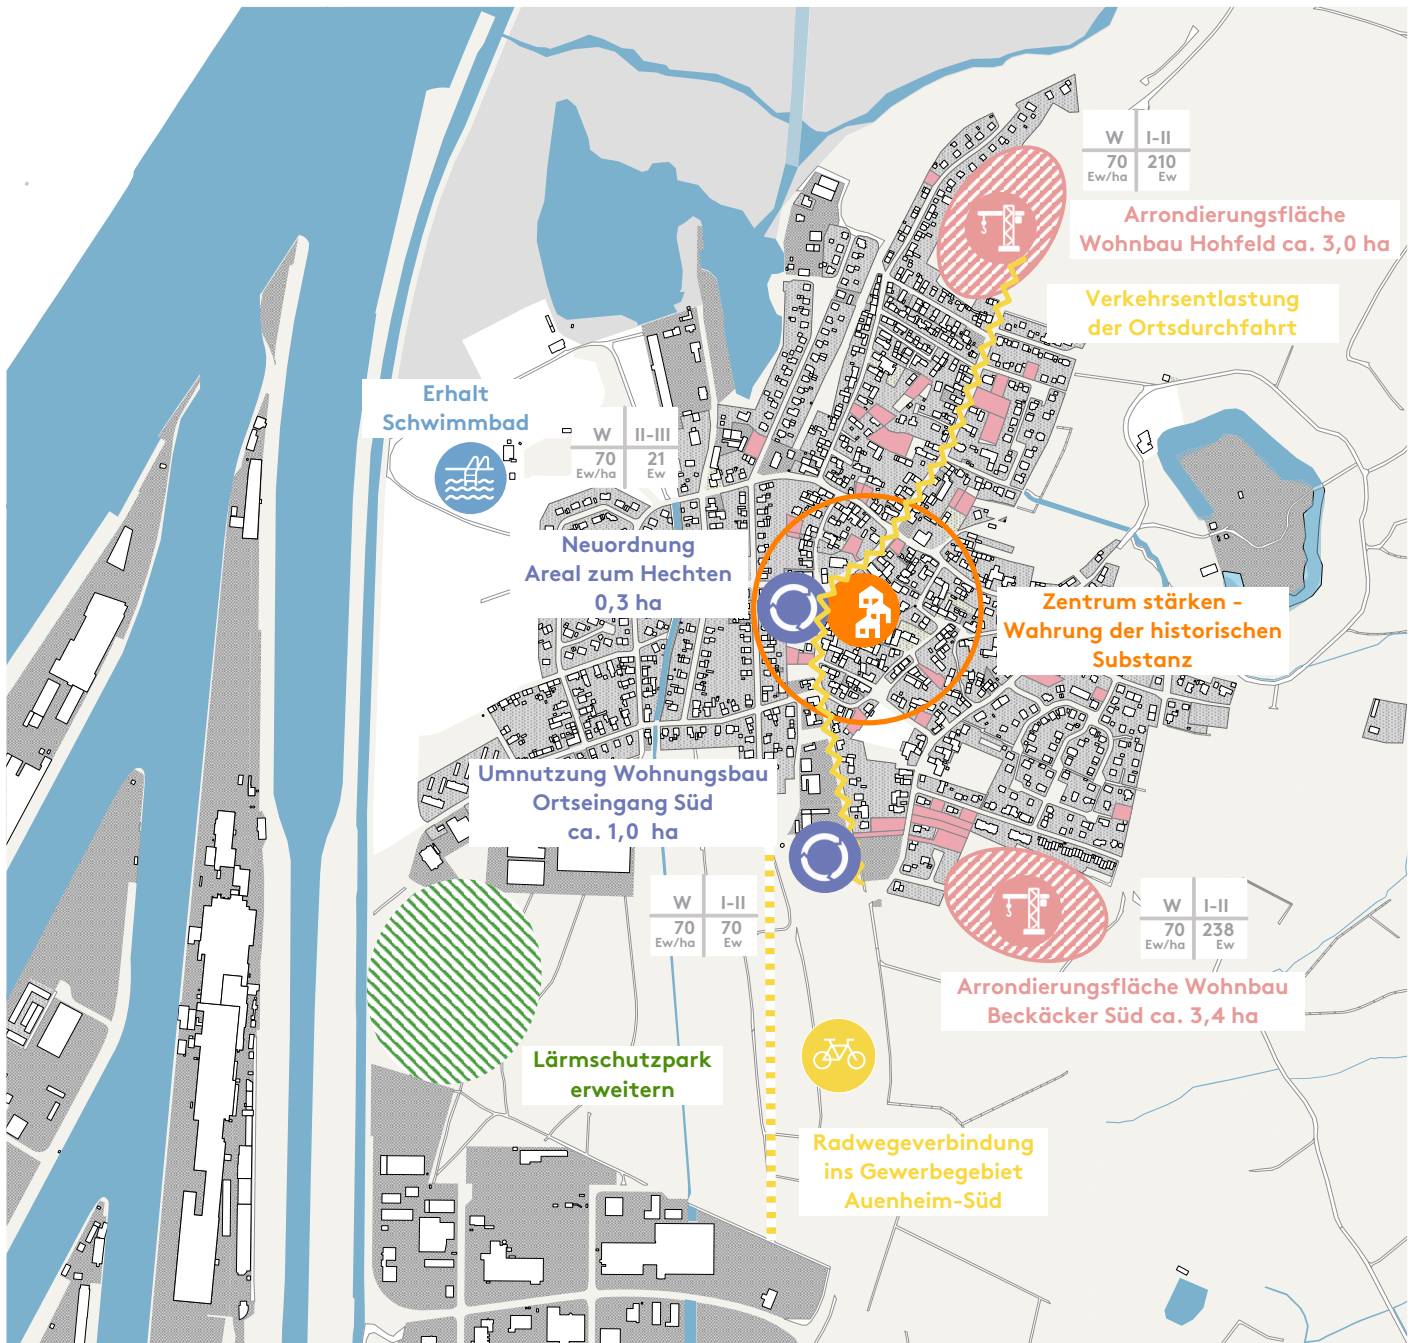 W I-II
70 210
Ew/ha Ew
Arrondierungsfläche
Wohnbau Hohfeld ca. 3,0 ha
Verkehrsentlastung
der Ortsdurchfahrt
Erhalt
Schwimmbad
W II-III
70 21
Ew/ha Ew
Neuordnung
Areal zum Hechten
0,3 ha
Zentrum stärken -
Wahrung der historischen
Substanz
Umnutzung Wohnungsbau
Ortseingang Süd
ca. 1,0 ha
W I-II
70 70
Ew/ha Ew
W I-II
70 238
Ew/ha Ew
Arrondierungsfläche Wohnbau
Beckäcker Süd ca. 3,4 ha
Lärmschutzpark
erweitern
Radwegeverbindung
ins Gewerbegebiet
Auenheim-Süd